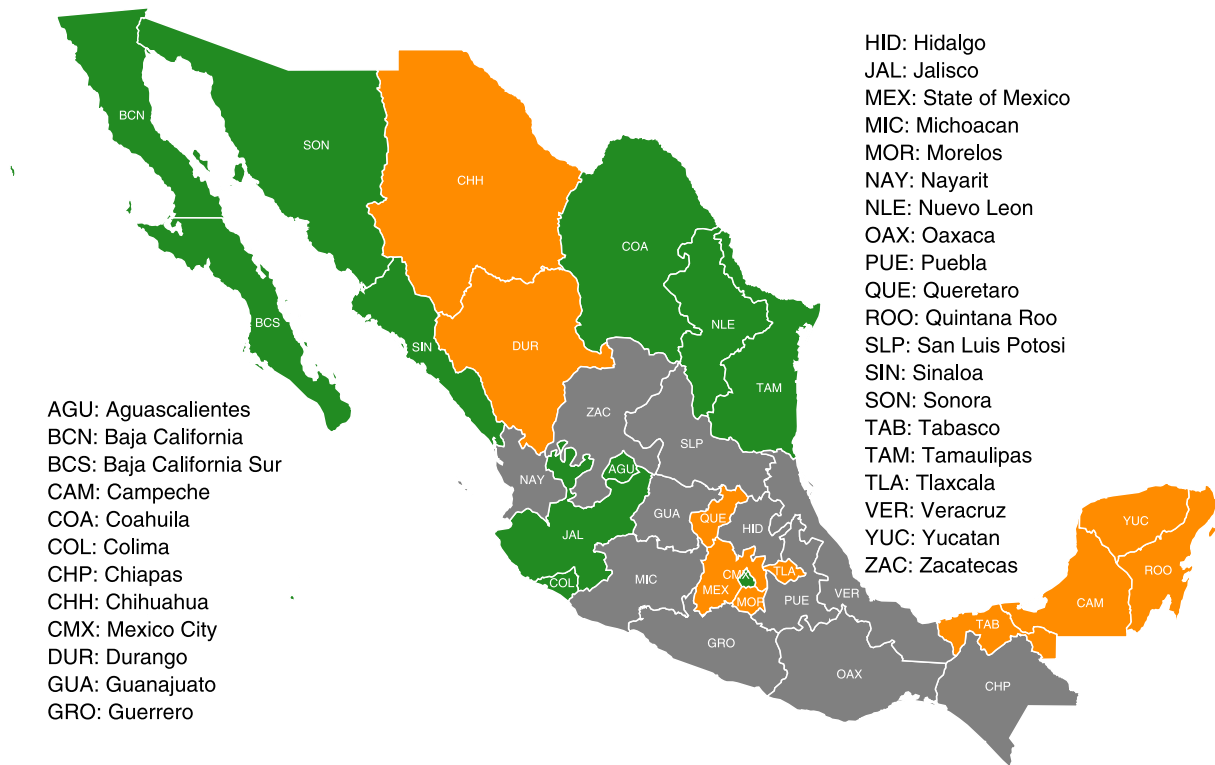 HID: Hidalgo
JAL: Jalisco
MEX: State of Mexico
MIC: Michoacan
MOR: Morelos
NAY: Nayarit
NLE: Nuevo Leon
OAX: Oaxaca
PUE: Puebla
QUE: Queretaro
ROO: Quintana Roo
SLP: San Luis Potosi
SIN: Sinaloa
SON: Sonora
TAB: Tabasco
TAM: Tamaulipas
TLA: Tlaxcala
VER: Veracruz
YUC: Yucatan
ZAC: Zacatecas
AGU: Aguascalientes
BCN: Baja California
BCS: Baja California Sur
CAM: Campeche
COA: Coahuila
COL: Colima
CHP: Chiapas
CHH: Chihuahua
CMX: Mexico City
DUR: Durango
GUA: Guanajuato
GRO: Guerrero
BCN
SON
CHH
COA
BCS
NLE
SIN
DUR
TAM
ZAC
SLP
AGU
NAY
GUA
QUE
YUC
HID
JAL
ROO
TLA
CMX
MIC
COL
MEX
VER
PUE
MOR
CAM
TAB
GRO
OAX
CHP